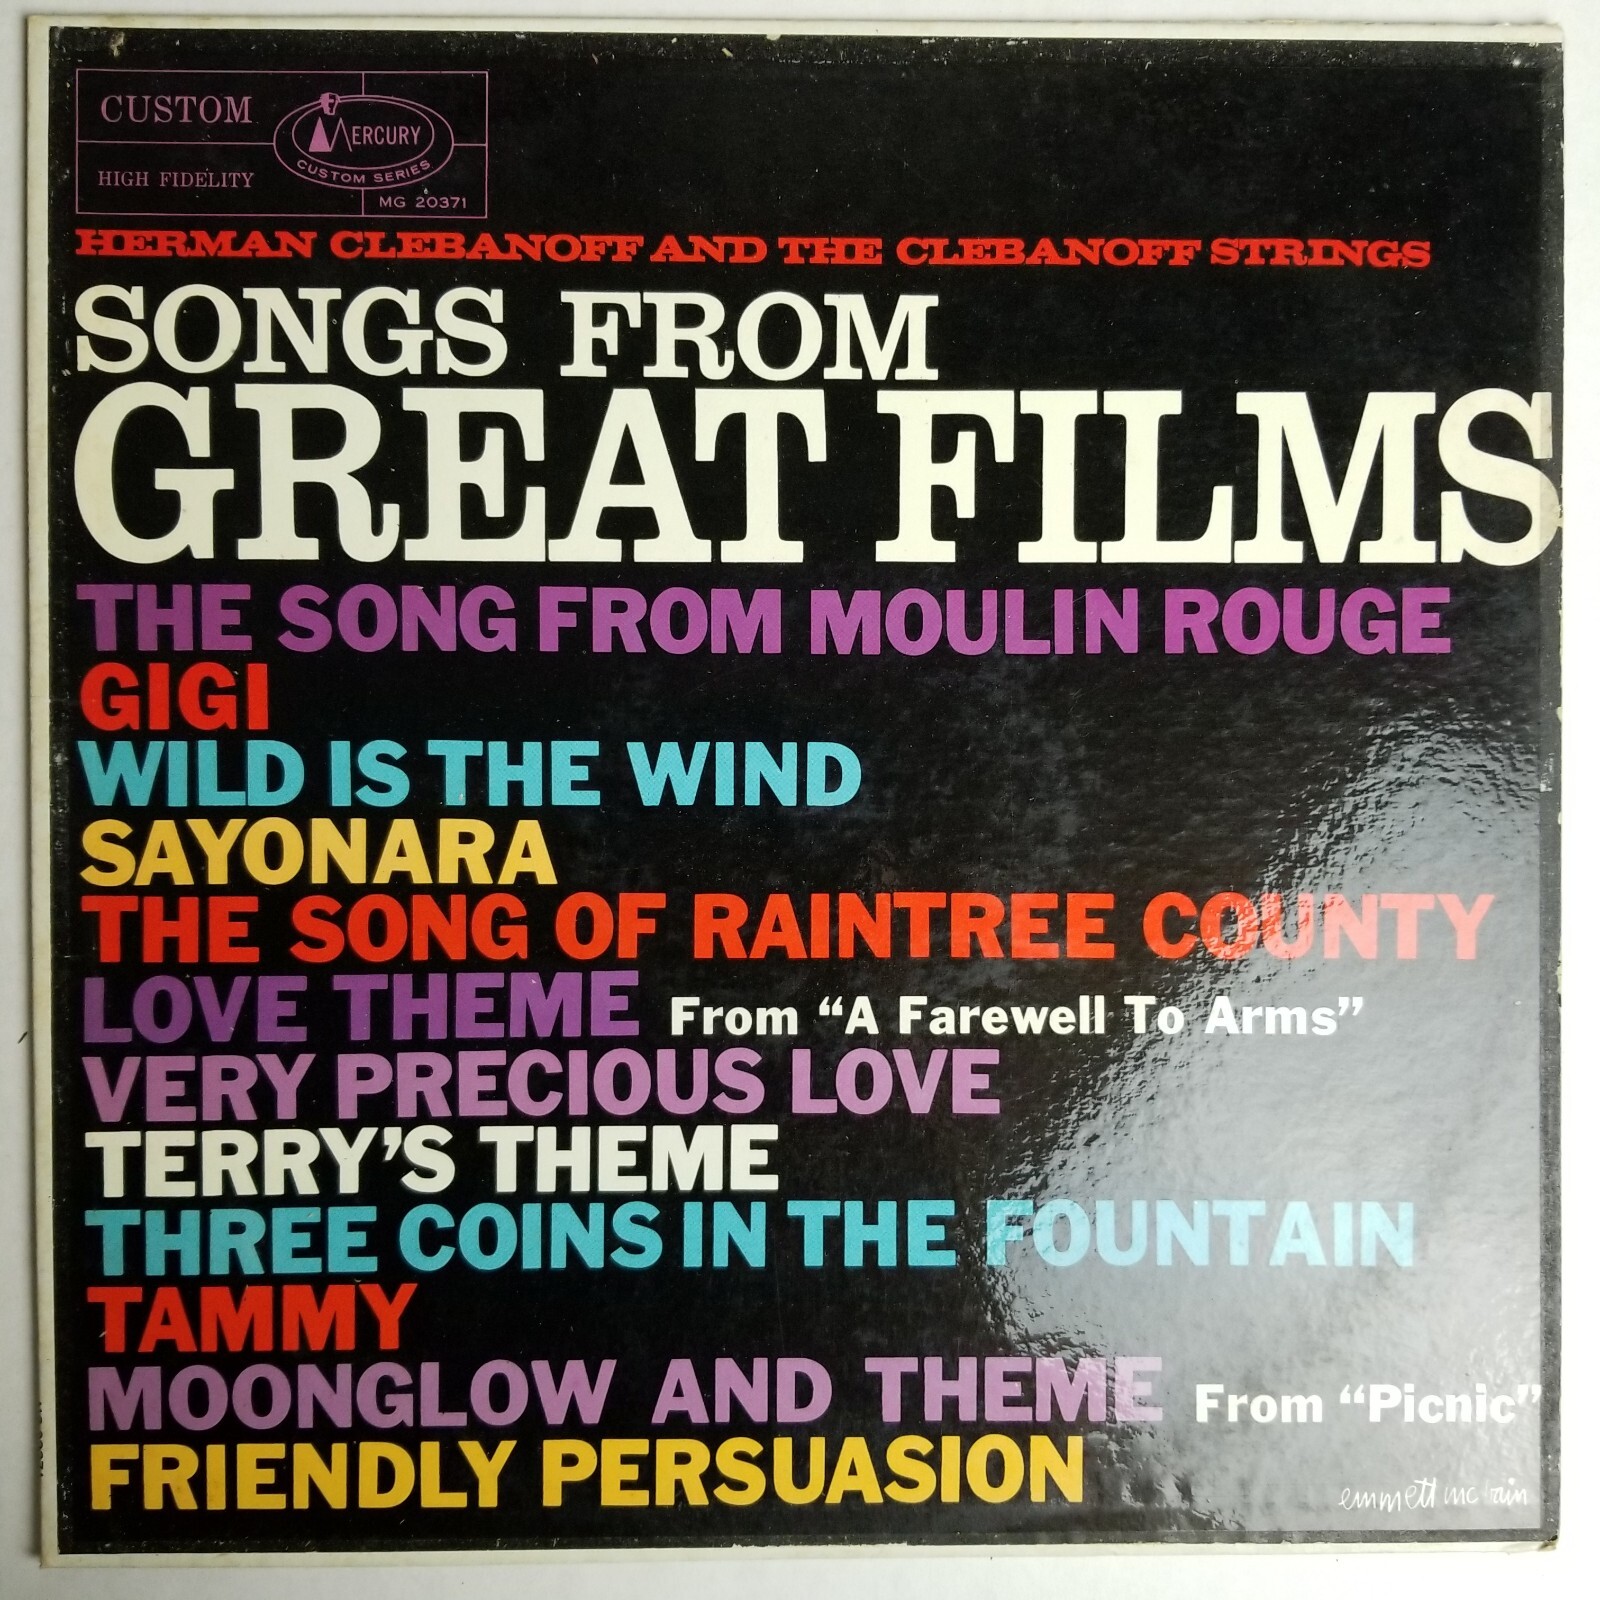 CUSTOM
HIGH FIDELITY
MERCURY
CUSTOM SERIES
MG 20371
HERMAN CLEBANOFF AND THE CLEBANOFF STRINGS
SONGS FROM
GREAT FILMS
THE SONG FROM MOULIN ROUGE
GIGI
WILD IS THE WIND
SAYONARA
THE SONG OF RAINTREE COUNTY
LOVE THEME From “A Farewell To Arms”
VERY PRECIOUS LOVE
TERRY’S THEME
THREE COINS IN THE FOUNTAIN
TAMMY
MOONGLOW AND THEME From “Picnic”
FRIENDLY PERSUASION
emmett